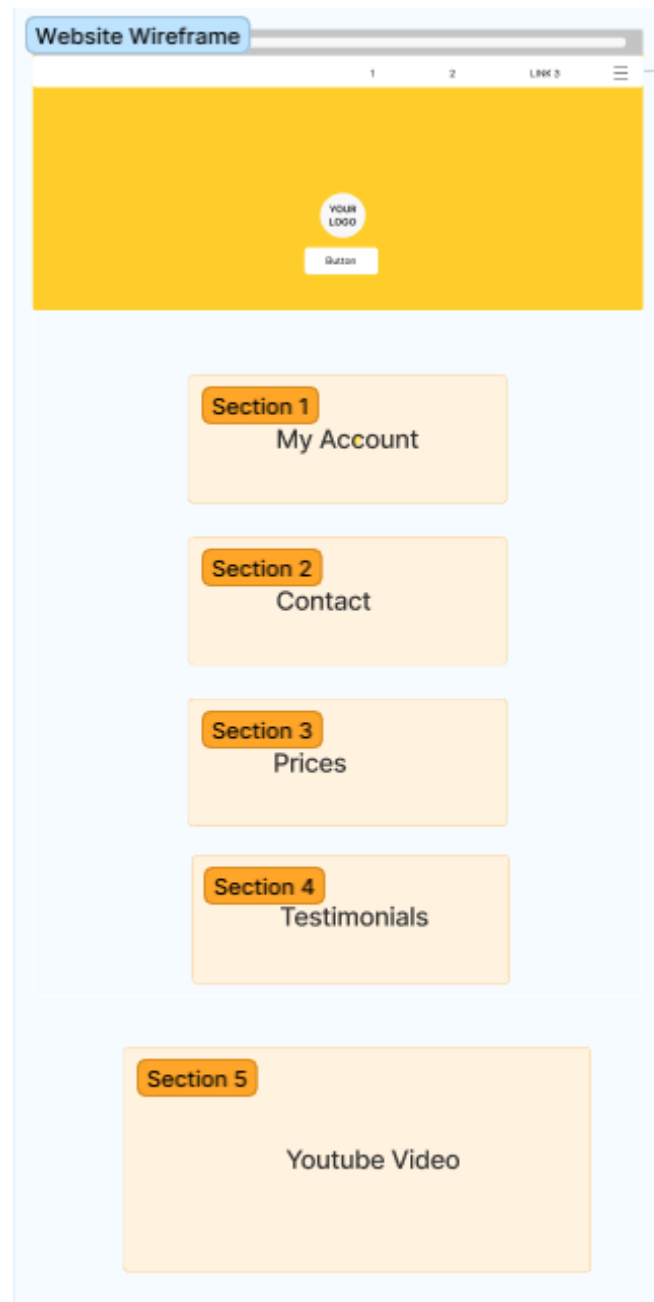 Website Wireframe
1 2 LINK 3
YOUR
LOGO
Button
Section 1
My Account
Section 2
Contact
Section 3
Prices
Section 4
Testimonials
Section 5
Youtube Video